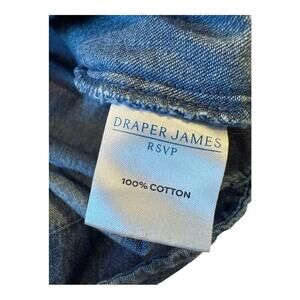 DRAPER JAMES
RSVP
100% COTTON